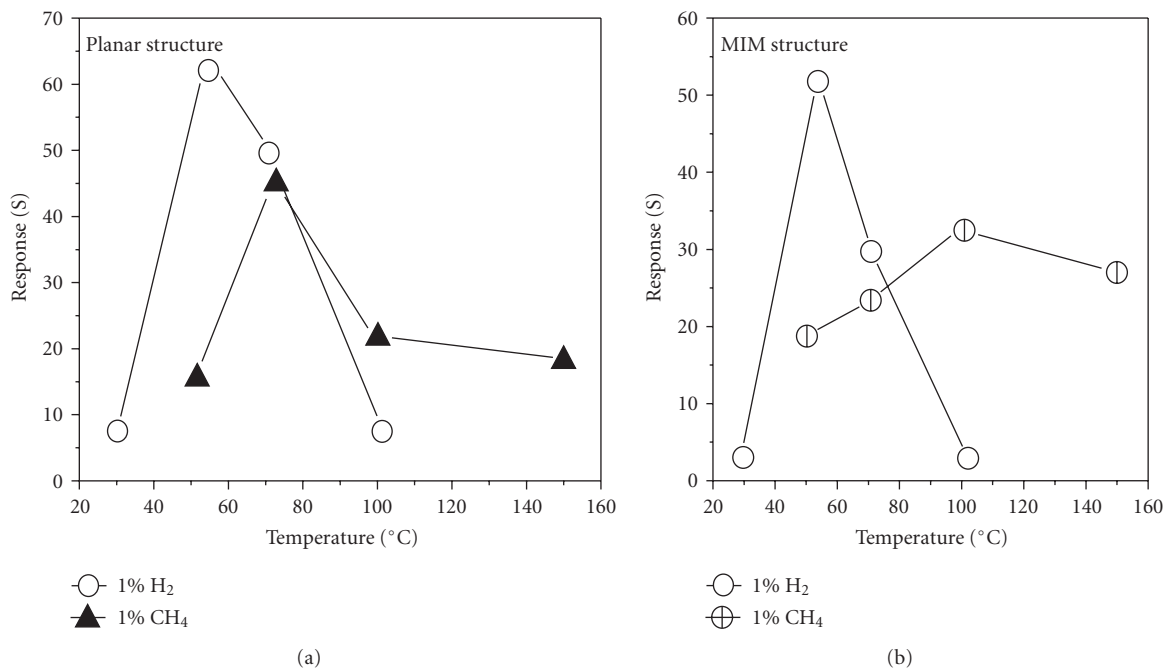 Planar structure
Response (S)
70
60
50
40
30
20
10
0
20 40 60 80 100 120 140 160
Temperature (°C)
1% H₂
1% CH₄
(a)
MIM structure
Response (S)
60
50
40
30
20
10
0
20 40 60 80 100 120 140 160
Temperature (°C)
1% H₂
1% CH₄
(b)